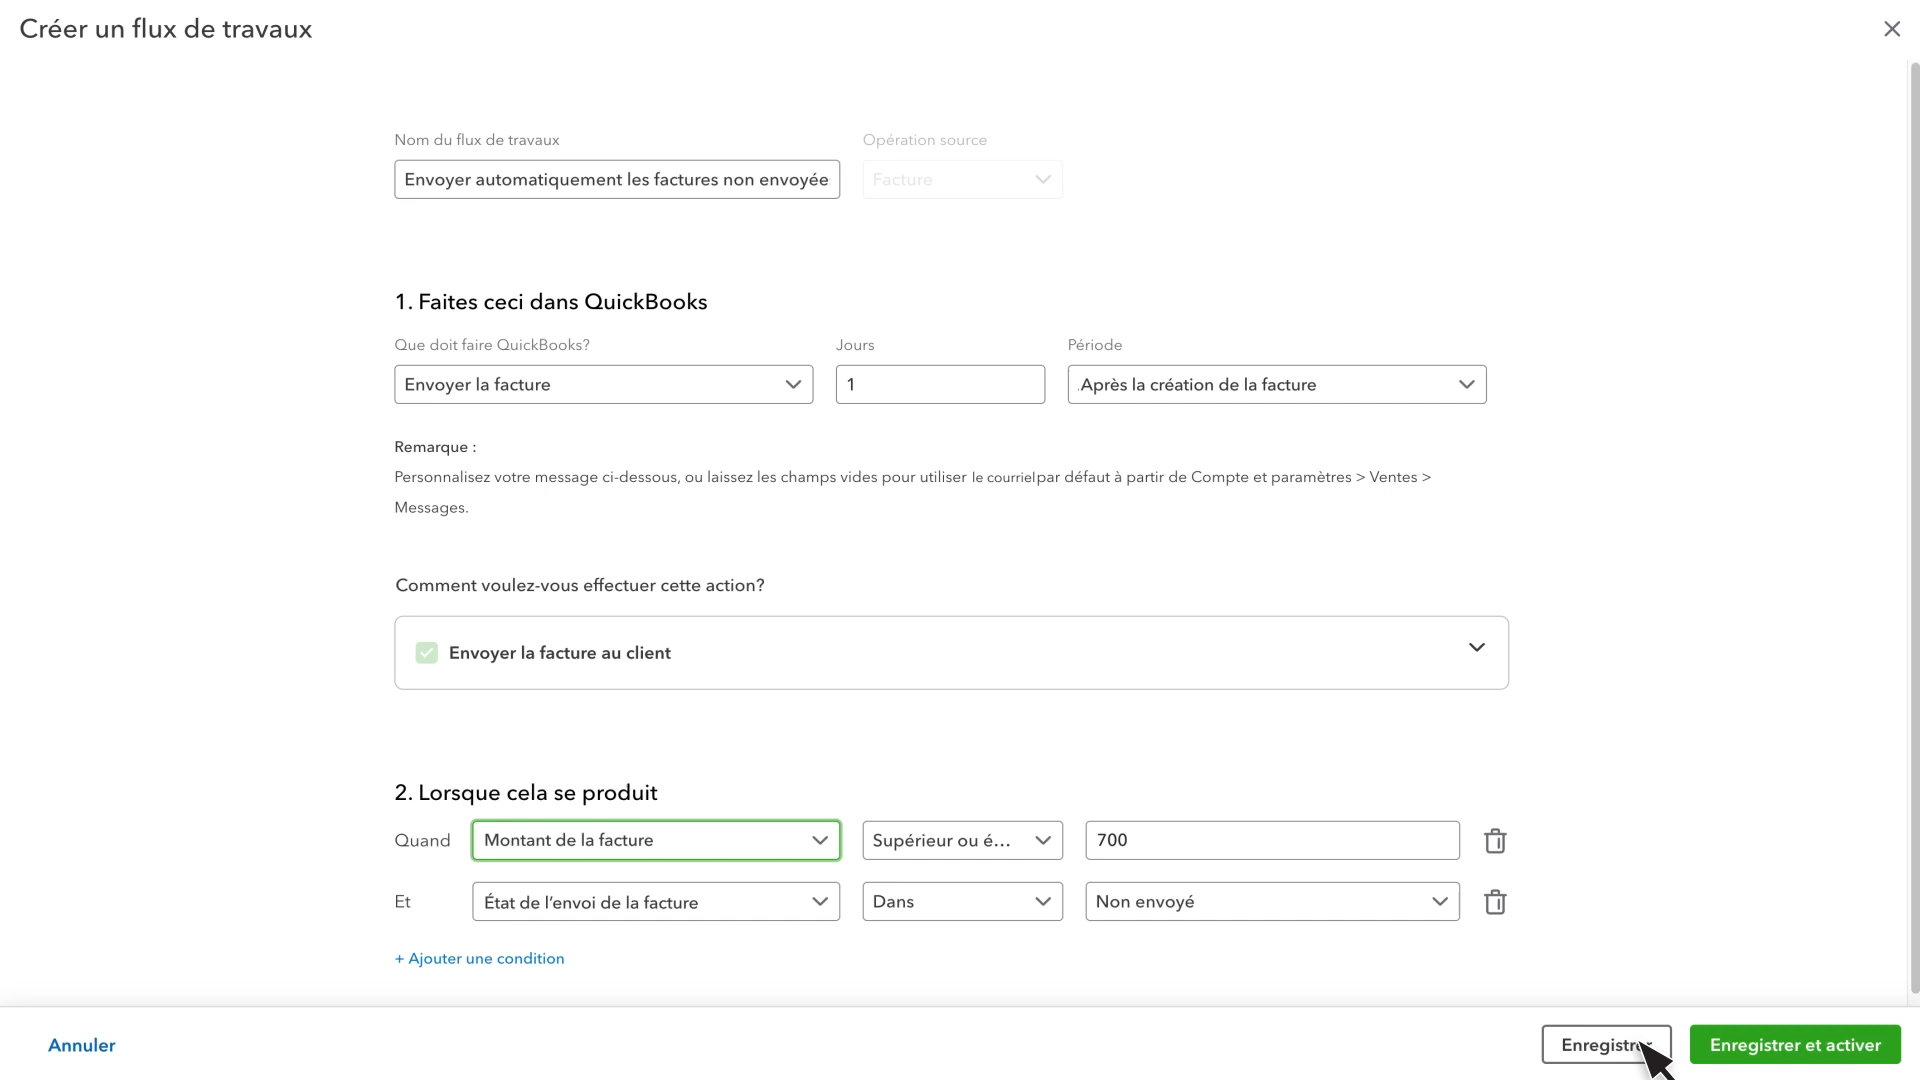 Créer un flux de travaux
Nom du flux de travaux
Opération source
Envoyer automatiquement les factures non envoyée
Facture
1. Faites ceci dans QuickBooks
Que doit faire QuickBooks?
Jours
Période
Envoyer la facture
1
Après la création de la facture
Remarque :
Personnalisez votre message ci-dessous, ou laissez les champs vides pour utiliser le courriel par défaut à partir de Compte et paramètres > Ventes >
Messages.
Comment voulez-vous effectuer cette action?
Envoyer la facture au client
2. Lorsque cela se produit
Quand
Montant de la facture
Supérieur ou é...
700
Et
État de l’envoi de la facture
Dans
Non envoyé
+ Ajouter une condition
Annuler
Enregistrer
Enregistrer et activer